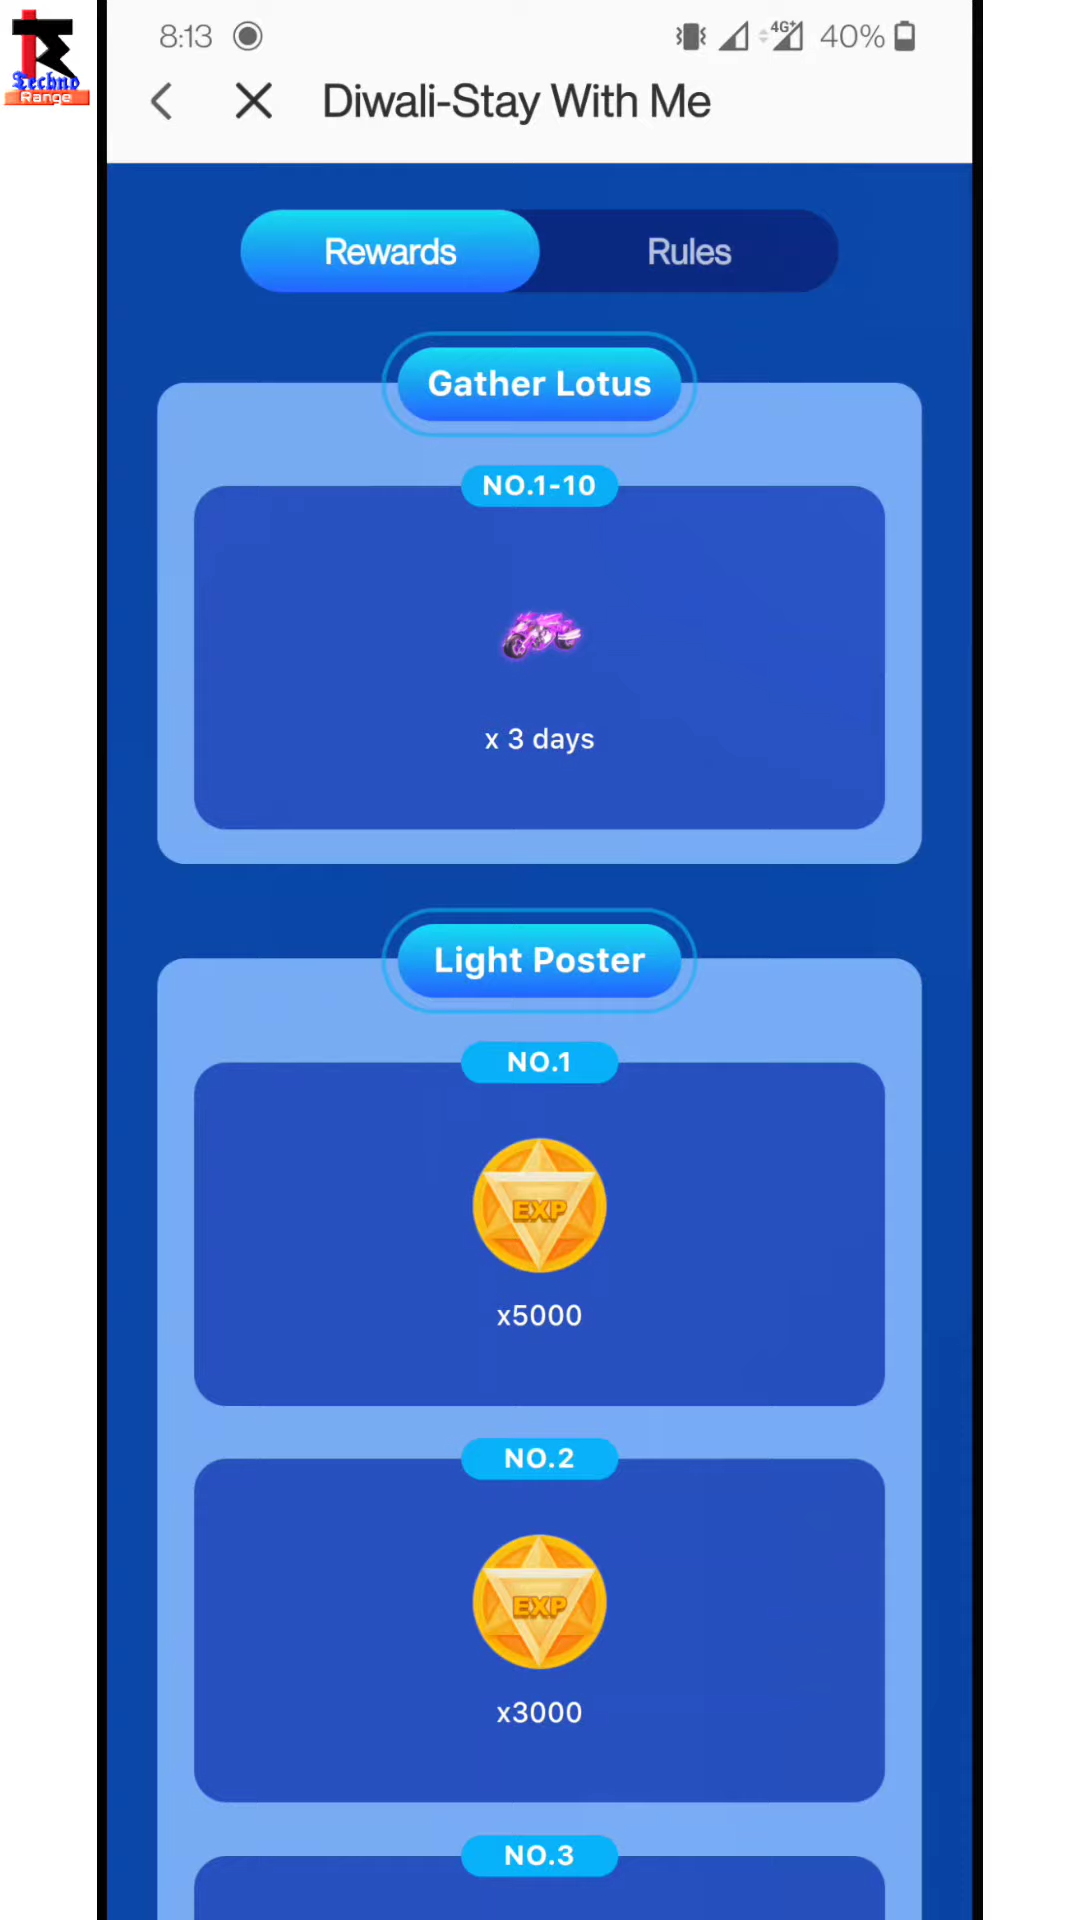 Techno
Range
8:13
4G+
40%
Diwali-Stay With Me
Rewards
Rules
Gather Lotus
NO.1-10
x 3 days
Light Poster
NO.1
EXP
x5000
NO.2
EXP
x3000
NO.3